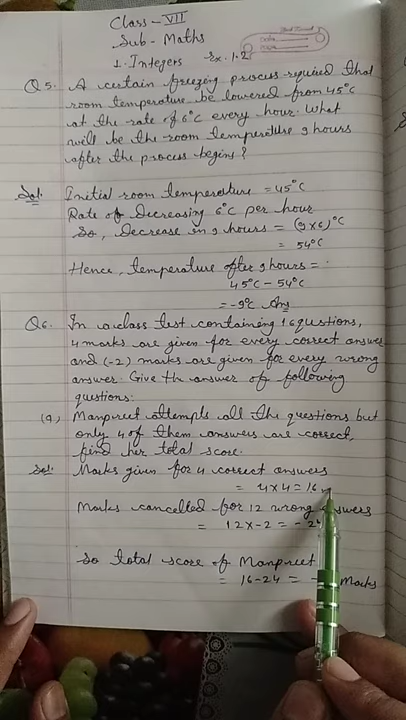 Class-VII
Sub- Maths
1. Integers Ex. 1.2
Q5. A certain freezing process required that
room temperature be lowered from 45°C
at the rate of 6°C every hour. What
will be the room temperature 9 hours
after the process begins?
Sol. Initial room temperature = 45°C
Rate of Decreasing 6°C per hour
So, Decrease in 9 hours = (9×6)°C
= 54°C
Hence, temperature after 9 hours =
45°C - 54°C
= -9°C Ans
Q6. In a class test containing 16 qustions,
4 marks are given for every correct answer
and (-2) marks are given for every wrong
answer. Give th answer of following
questions.
Manpreet attempts all the questions but
only 4 of them answers are correct,
find her total score.
Sol. Marks given for 4 correct answers
= 4×4 = 16
Marks cancelled for 12 wrong answers
= 12×-2 = -24
So total score of Manpreet
= 16-24 = - Marks